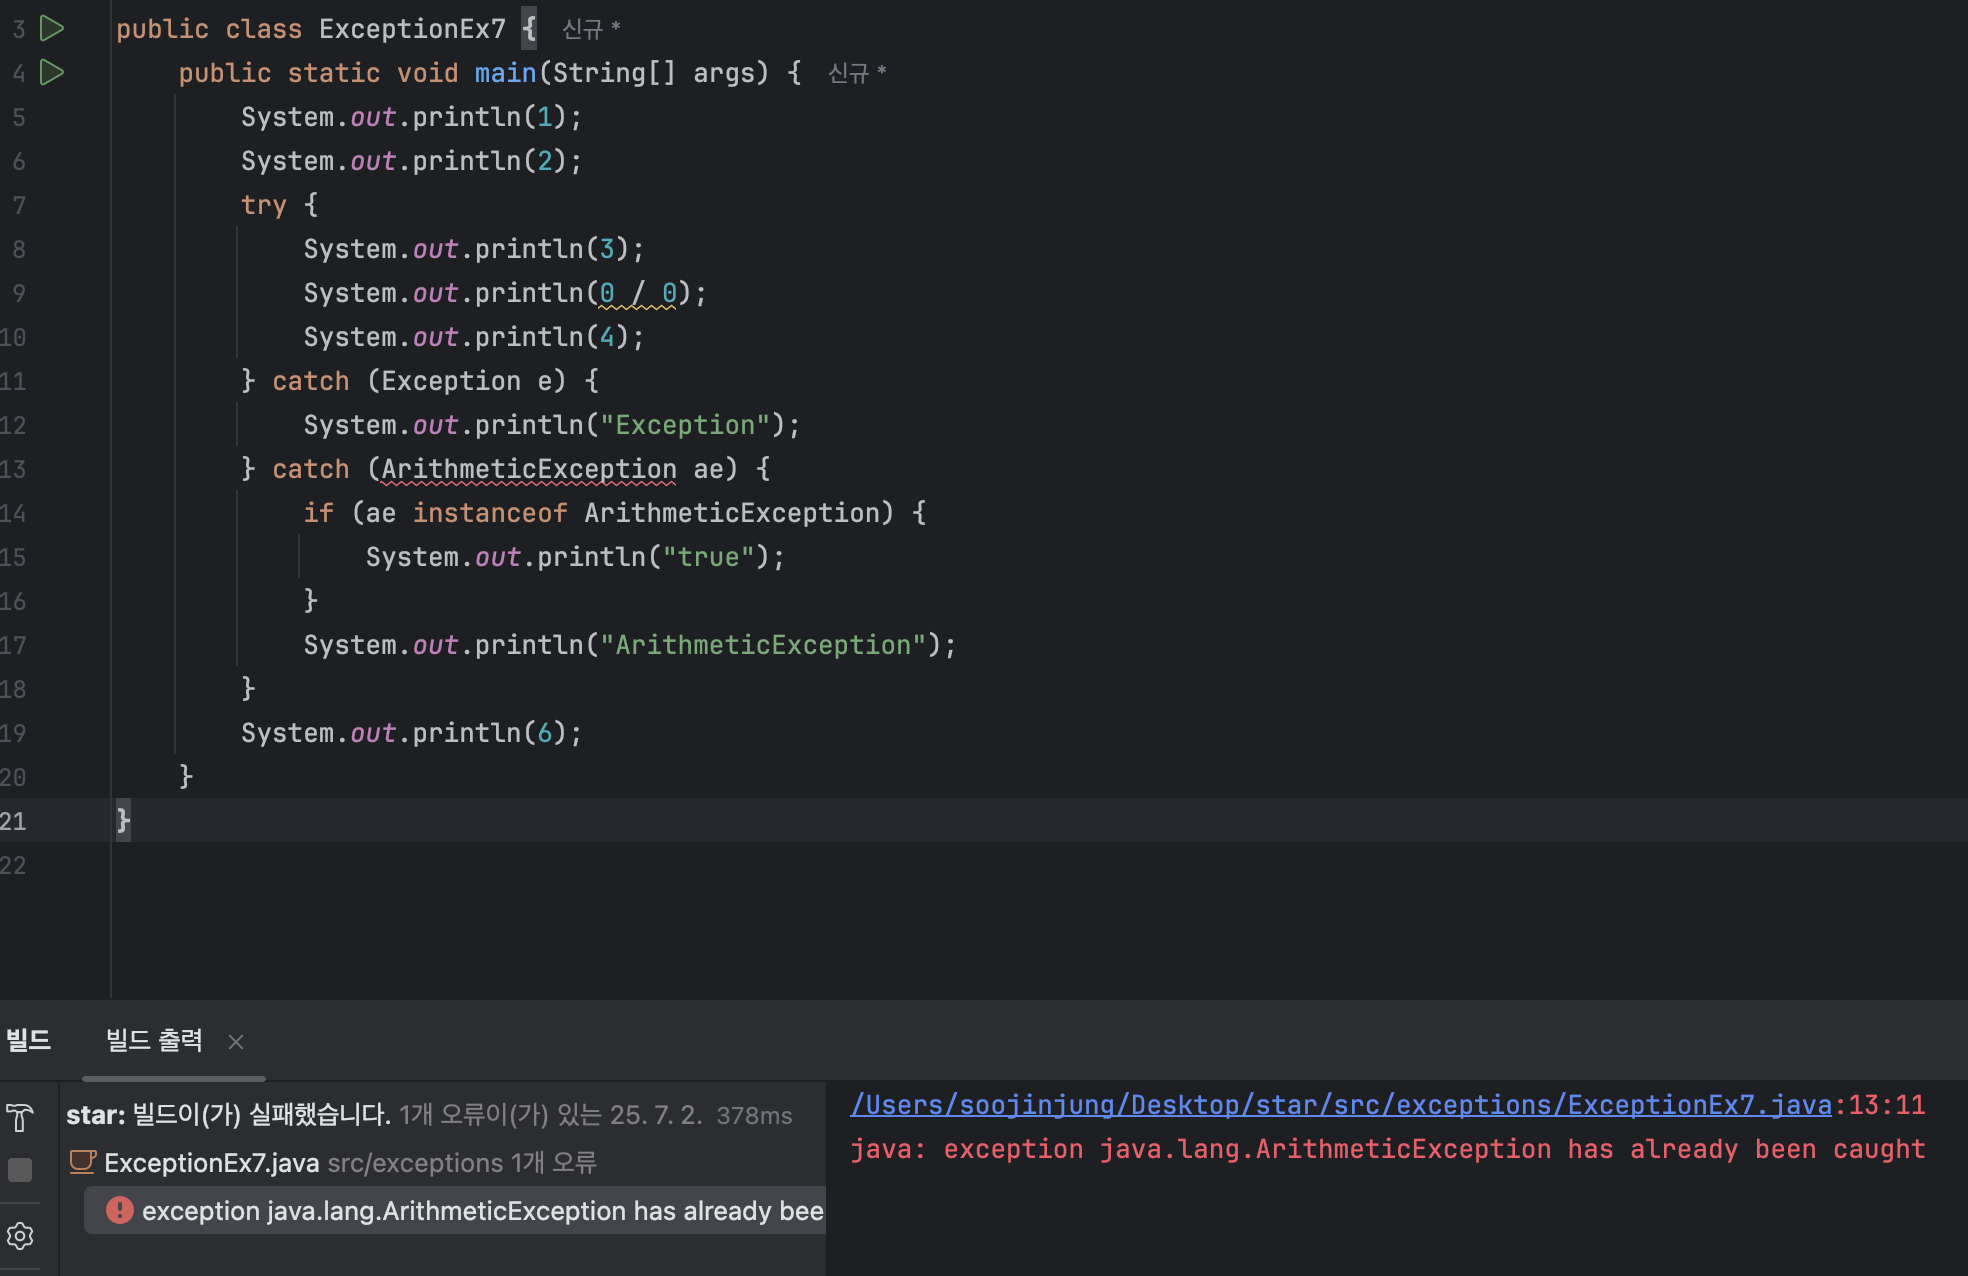 3 public class ExceptionEx7 { 신규 *
4 public static void main(String[] args) { 신규 *
5 System.out.println(1);
6 System.out.println(2);
7 try {
8 System.out.println(3);
9 System.out.println(0 / 0);
10 System.out.println(4);
11 } catch (Exception e) {
12 System.out.println("Exception");
13 } catch (ArithmeticException ae) {
14 if (ae instanceof ArithmeticException) {
15 System.out.println("true");
16 }
17 System.out.println("ArithmeticException");
18 }
19 System.out.println(6);
20 }
21 }
22
빌드 빌드 출력
star: 빌드이(가) 실패했습니다. 1개 오류이(가) 있는 25. 7. 2. 378ms
ExceptionEx7.java src/exceptions 1개 오류
exception java.lang.ArithmeticException has already bee
/Users/soojinjung/Desktop/star/src/exceptions/ExceptionEx7.java:13:11
java: exception java.lang.ArithmeticException has already been caught